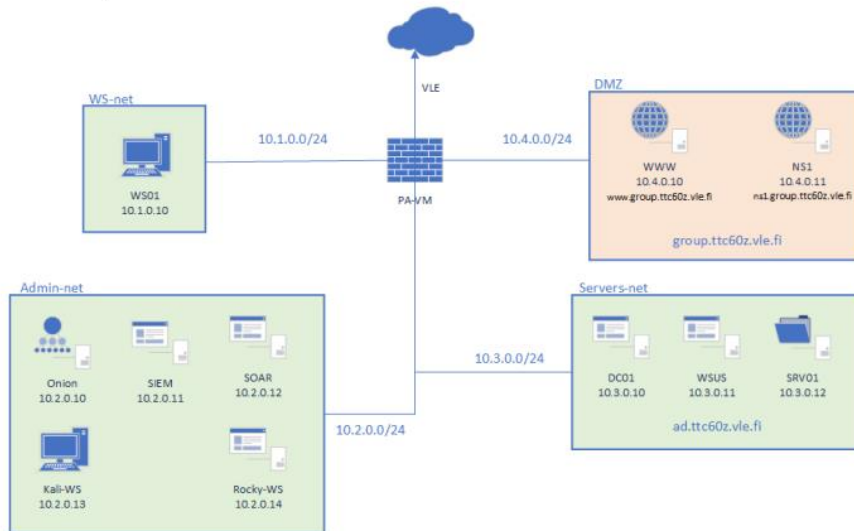 VLE
WS-net
DMZ
10.1.0.0/24
10.4.0.0/24
WS01
10.1.0.10
PA-VM
WWW
10.4.0.10
www.group.ttc60z.vle.fi
NS1
10.4.0.11
ns1.group.ttc60z.vle.fi
group.ttc60z.vle.fi
Admin-net
Servers-net
Onion
10.2.0.10
SIEM
10.2.0.11
SOAR
10.2.0.12
10.3.0.0/24
DC01
10.3.0.10
WSUS
10.3.0.11
SRV01
10.3.0.12
ad.ttc60z.vle.fi
10.2.0.0/24
Kali-WS
10.2.0.13
Rocky-WS
10.2.0.14